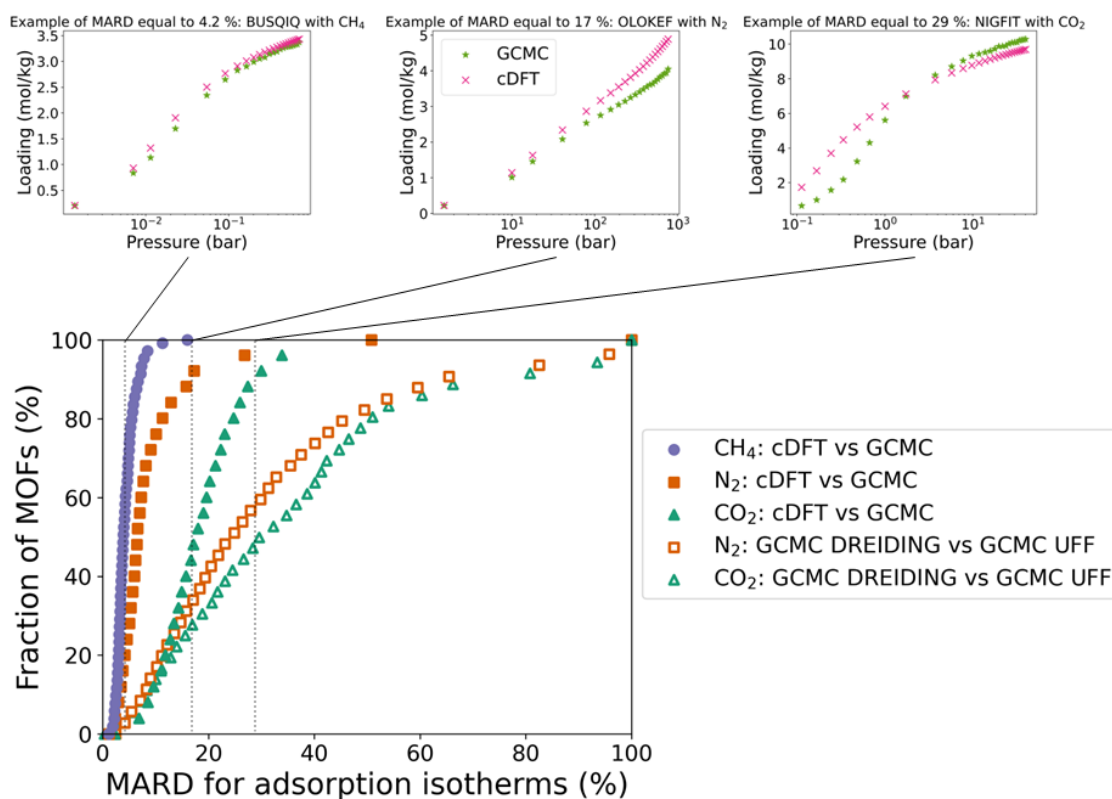 Example of MARD equal to 4.2 %: BUSQIQ with CH₄
3.5
3.0
2.5
2.0
1.5
1.0
0.5
Loading (mol/kg)
10⁻²
10⁻¹
Pressure (bar)
Example of MARD equal to 17 %: OLOKEF with N₂
5
4
3
2
1
0
Loading (mol/kg)
GCMC
cDFT
10¹
10²
10³
Pressure (bar)
Example of MARD equal to 29 %: NIGFIT with CO₂
10
8
6
4
2
Loading (mol/kg)
10⁻¹
10⁰
10¹
Pressure (bar)
100
80
60
40
20
0
Fraction of MOFs (%)
0
20
40
60
80
100
MARD for adsorption isotherms (%)
CH₄: cDFT vs GCMC
N₂: cDFT vs GCMC
CO₂: cDFT vs GCMC
N₂: GCMC DREIDING vs GCMC UFF
CO₂: GCMC DREIDING vs GCMC UFF